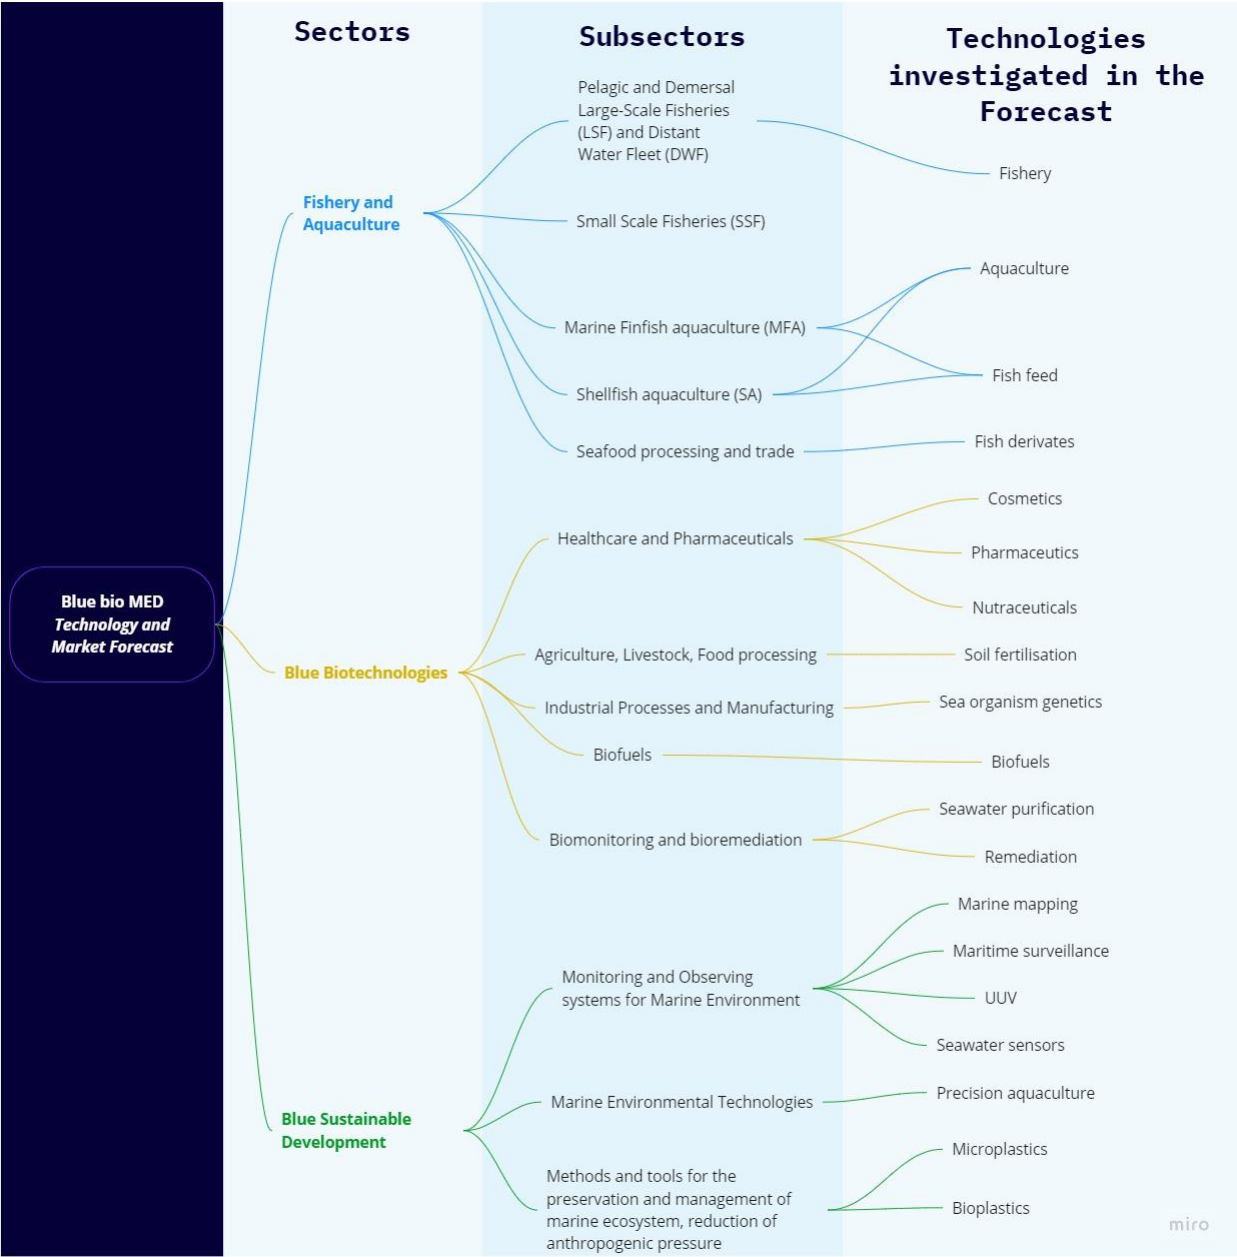 Sectors
Subsectors
Technologies
investigated in the
Forecast
Blue bio MED
Technology and
Market Forecast
Fishery and
Aquaculture
Pelagic and Demersal
Large-Scale Fisheries
(LSF) and Distant
Water Fleet (DWF)
Fishery
Small Scale Fisheries (SSF)
Marine Finfish aquaculture (MFA)
Aquaculture
Shellfish aquaculture (SA)
Fish feed
Seafood processing and trade
Fish derivates
Blue Biotechnologies
Healthcare and Pharmaceuticals
Cosmetics
Pharmaceutics
Nutraceuticals
Agriculture, Livestock, Food processing
Soil fertilisation
Industrial Processes and Manufacturing
Sea organism genetics
Biofuels
Biofuels
Biomonitoring and bioremediation
Seawater purification
Remediation
Blue Sustainable
Development
Monitoring and Observing
systems for Marine Environment
Marine mapping
Maritime surveillance
UUV
Seawater sensors
Marine Environmental Technologies
Precision aquaculture
Methods and tools for the
preservation and management of
marine ecosystem, reduction of
anthropogenic pressure
Microplastics
Bioplastics
miro